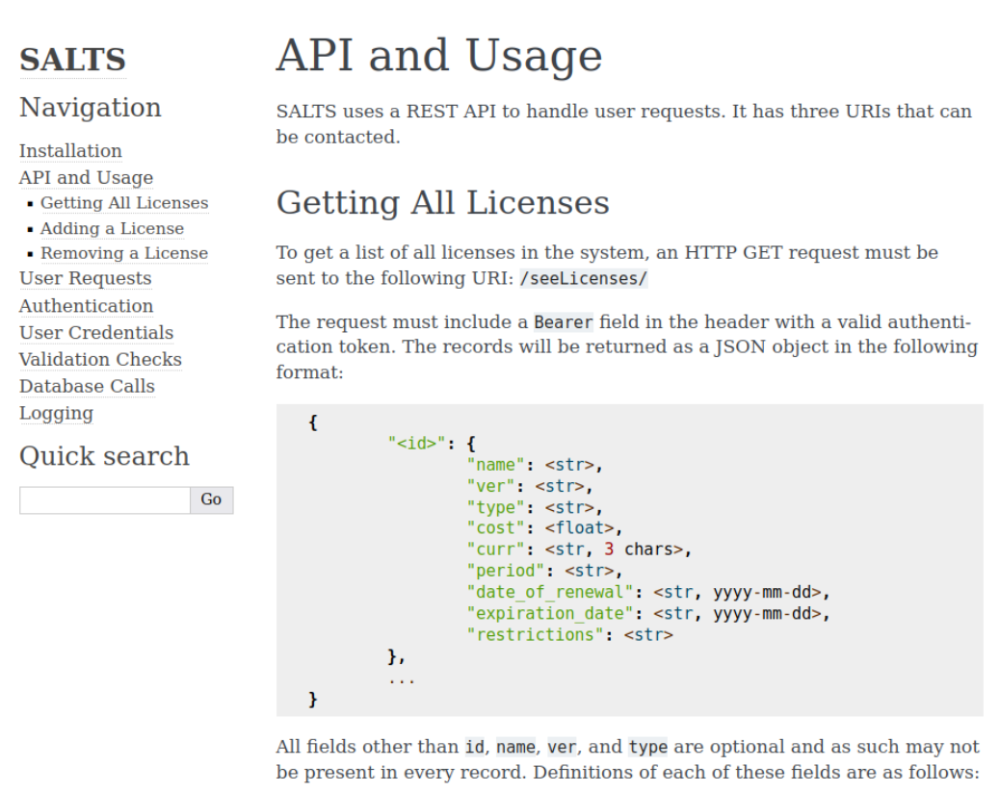 SALTS
Navigation
Installation
API and Usage
▪ Getting All Licenses
▪ Adding a License
▪ Removing a License
User Requests
Authentication
User Credentials
Validation Checks
Database Calls
Logging
Quick search
Go
API and Usage
SALTS uses a REST API to handle user requests. It has three URIs that can
be contacted.
Getting All Licenses
To get a list of all licenses in the system, an HTTP GET request must be
sent to the following URI: /seeLicenses/
The request must include a Bearer field in the header with a valid authenti-
cation token. The records will be returned as a JSON object in the following
format:
{
"<id>": {
"name": <str>,
"ver": <str>,
"type": <str>,
"cost": <float>,
"curr": <str, 3 chars>,
"period": <str>,
"date_of_renewal": <str, yyyy-mm-dd>,
"expiration_date": <str, yyyy-mm-dd>,
"restrictions": <str>
},
...
}
All fields other than id, name, ver, and type are optional and as such may not
be present in every record. Definitions of each of these fields are as follows: